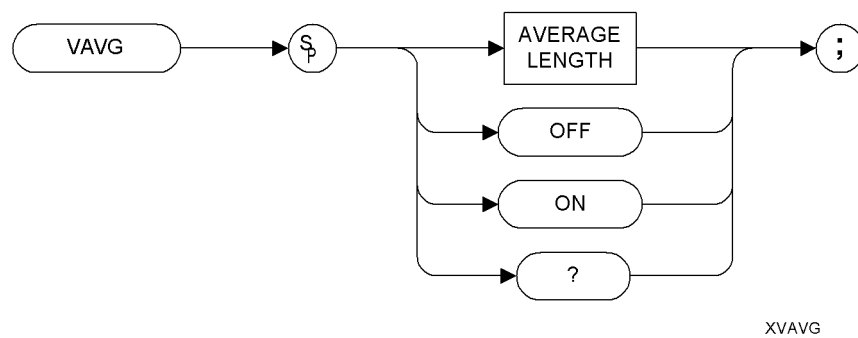 VAVG
SP
AVERAGE
LENGTH
;
OFF
ON
?
XVAVG